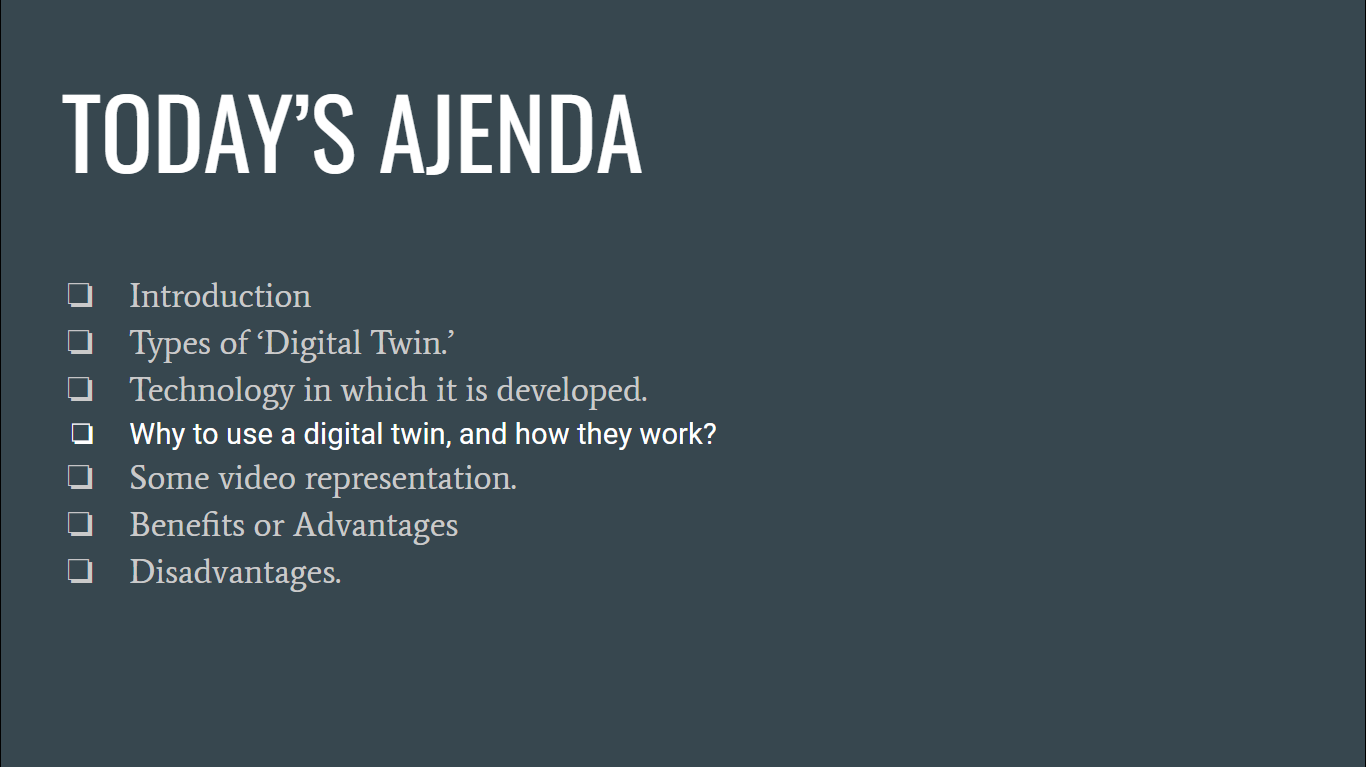 TODAY’S AJENDA
❏ Introduction
❏ Types of ‘Digital Twin.’
❏ Technology in which it is developed.
❏ Why to use a digital twin, and how they work?
❏ Some video representation.
❏ Benefits or Advantages
❏ Disadvantages.